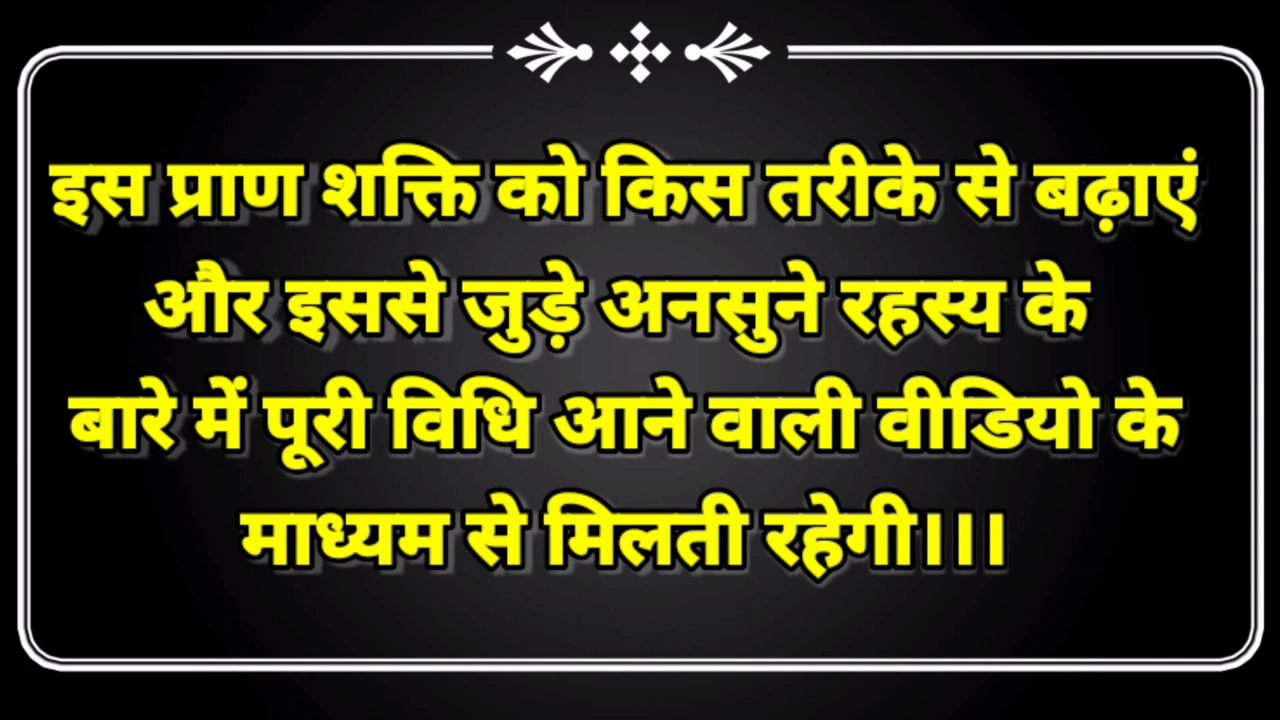 इस प्राण शक्ति को किस तरीके से बढ़ाएं
और इससे जुड़े अनसुने रहस्य के
बारे में पूरी विधि आने वाली वीडियो के
माध्यम से मिलती रहेगी।।।